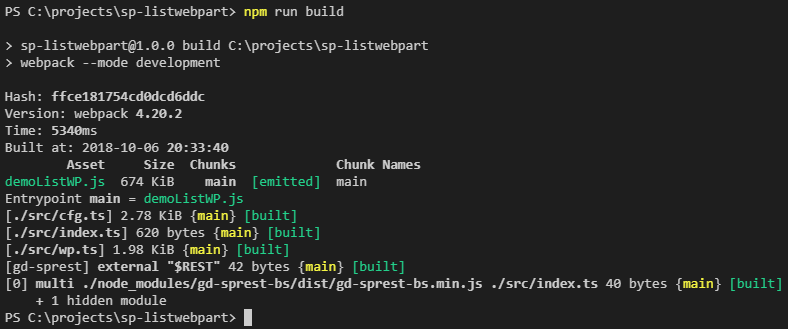 PS C:\projects\sp-listwebpart> npm run build
> sp-listwebpart@1.0.0 build C:\projects\sp-listwebpart
> webpack --mode development
Hash: ffce181754cd0dcd6ddc
Version: webpack 4.20.2
Time: 5340ms
Built at: 2018-10-06 20:33:40
Asset Size Chunks Chunk Names
demoListWP.js 674 KiB main [emitted] main
Entrypoint main = demoListWP.js
[./src/cfg.ts] 2.78 KiB {main} [built]
[./src/index.ts] 620 bytes {main} [built]
[./src/wp.ts] 1.98 KiB {main} [built]
[gd-sprest] external "$REST" 42 bytes {main} [built]
[0] multi ./node_modules/gd-sprest-bs/dist/gd-sprest-bs.min.js ./src/index.ts 40 bytes {main} [built]
+ 1 hidden module
PS C:\projects\sp-listwebpart>